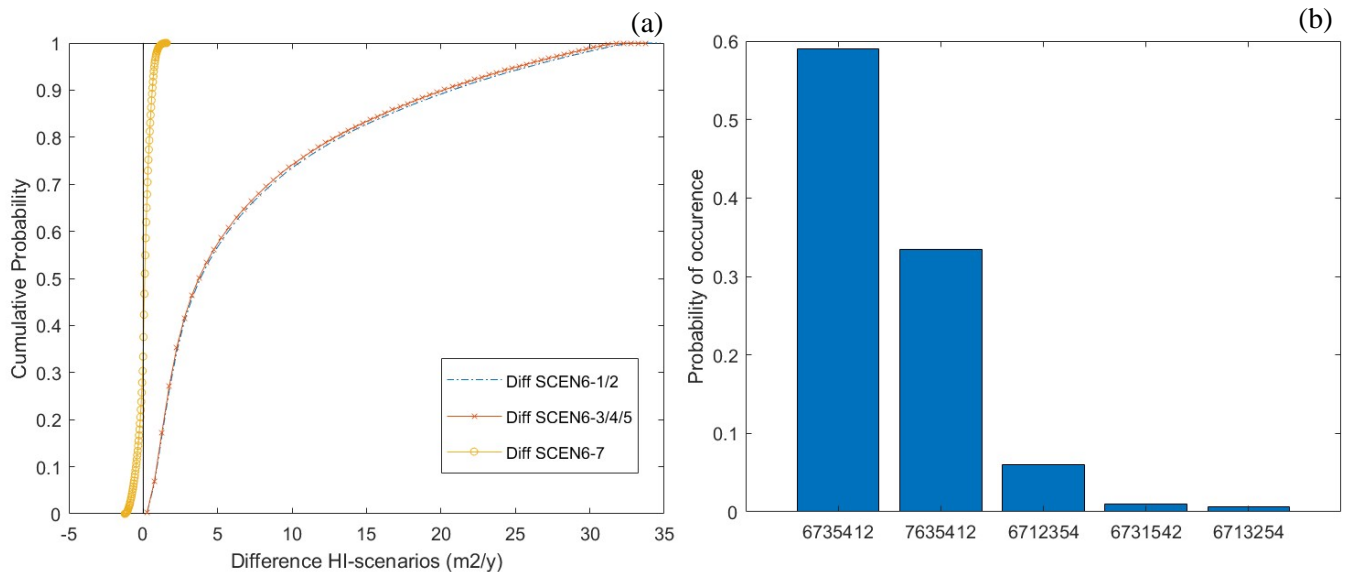 (a)
1
0.9
0.8
0.7
0.6
0.5
0.4
0.3
0.2
0.1
0
Cumulative Probability
Diff SCEN6-1/2
Diff SCEN6-3/4/5
Diff SCEN6-7
-5 0 5 10 15 20 25 30 35
Difference HI-scenarios (m2/y)
(b)
0.6
0.5
0.4
0.3
0.2
0.1
0
Probability of occurence
6735412 7635412 6712354 6731542 6713254